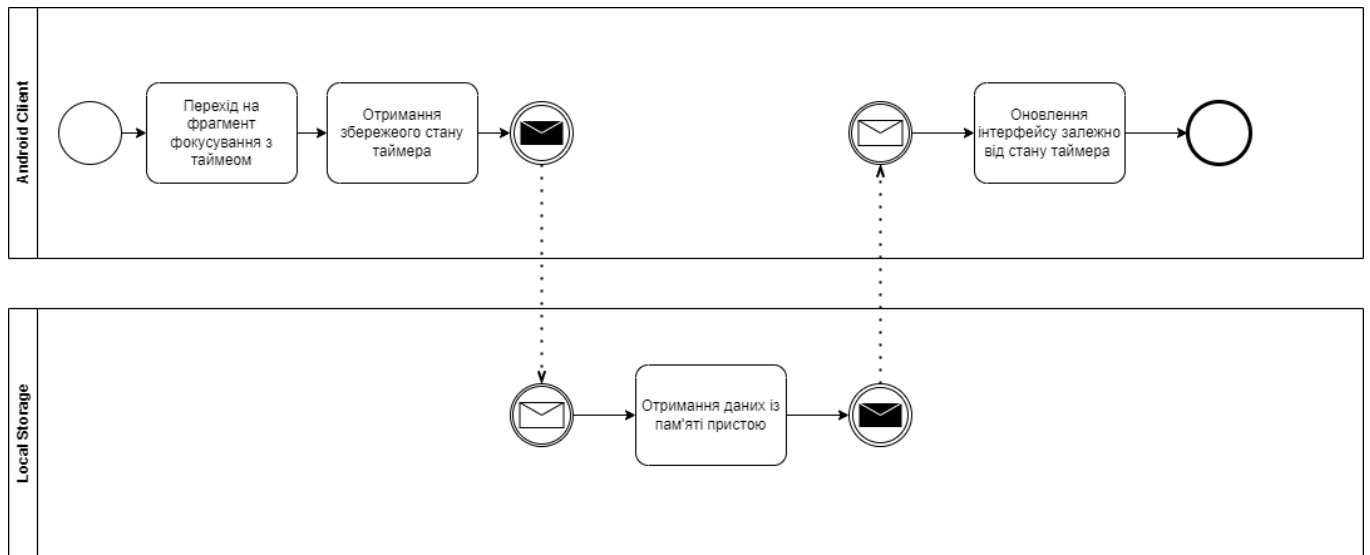 Android Client
Перехід на
фрагмент
фокусування з
таймеом
Отримання
збережого стану
таймера
Оновлення
інтерфейсу залежно
від стану таймера
Local Storage
Отримання даних із
пам'яті пристою